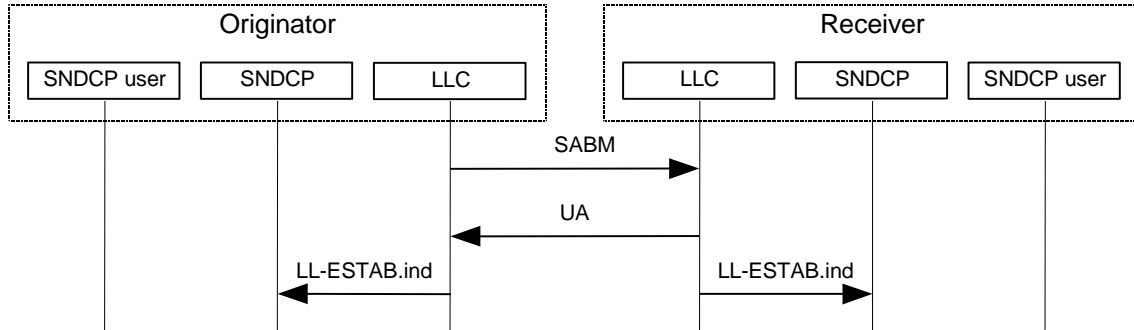 Originator
Receiver
SNDCP user
SNDCP
LLC
LLC
SNDCP
SNDCP user
SABM
UA
LL-ESTAB.ind
LL-ESTAB.ind